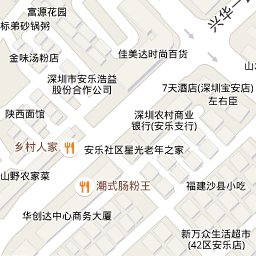 富源花园
标弟砂锅粥
兴华一
佳美达时尚百货
金味汤粉店
山
深圳市安乐浩益
股份合作公司
7天酒店(深圳宝安店)
左右臣
陕西面馆
深圳农村商业
银行(安乐支行)
乡村人家
安乐社区星光老年之家
山野农家菜
潮式肠粉王
福建沙县小吃
华创达中心商务大厦
新万众生活超市
(42区安乐店)